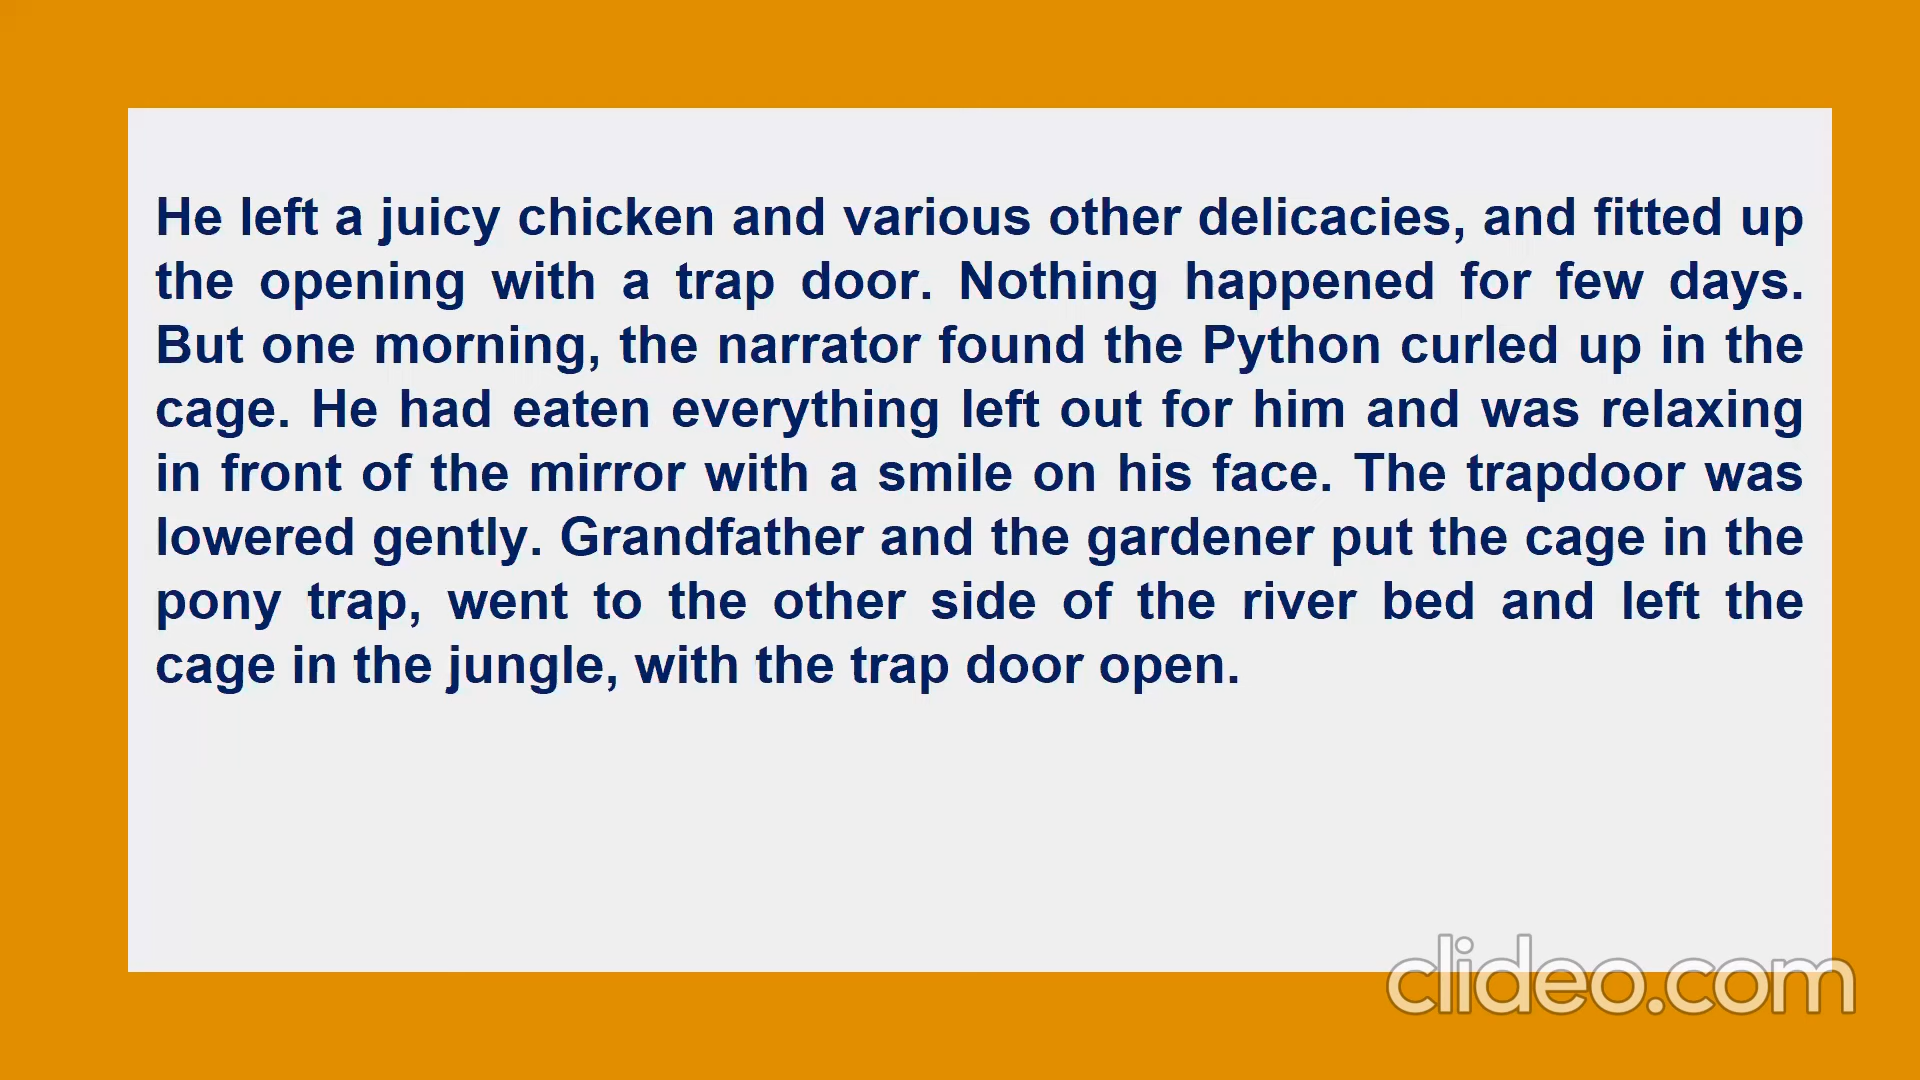 He left a juicy chicken and various other delicacies, and fitted up
the opening with a trap door. Nothing happened for few days.
But one morning, the narrator found the Python curled up in the
cage. He had eaten everything left out for him and was relaxing
in front of the mirror with a smile on his face. The trapdoor was
lowered gently. Grandfather and the gardener put the cage in the
pony trap, went to the other side of the river bed and left the
cage in the jungle, with the trap door open.
clideo.com